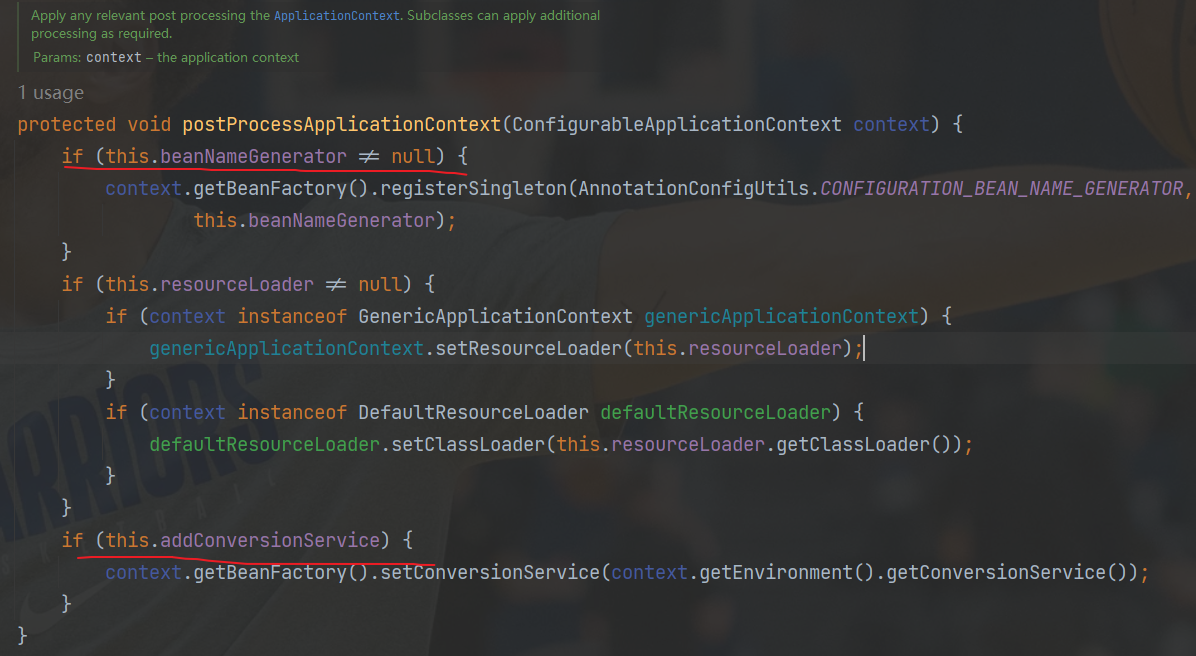 Apply any relevant post processing the ApplicationContext. Subclasses can apply additional
processing as required.
Params: context – the application context
1 usage
protected void postProcessApplicationContext(ConfigurableApplicationContext context) {
if (this.beanNameGenerator ≠ null) {
context.getBeanFactory().registerSingleton(AnnotationConfigUtils.CONFIGURATION_BEAN_NAME_GENERATOR,
this.beanNameGenerator);
}
if (this.resourceLoader ≠ null) {
if (context instanceof GenericApplicationContext genericApplicationContext) {
genericApplicationContext.setResourceLoader(this.resourceLoader);
}
if (context instanceof DefaultResourceLoader defaultResourceLoader) {
defaultResourceLoader.setClassLoader(this.resourceLoader.getClassLoader());
}
}
if (this.addConversionService) {
context.getBeanFactory().setConversionService(context.getEnvironment().getConversionService());
}
}